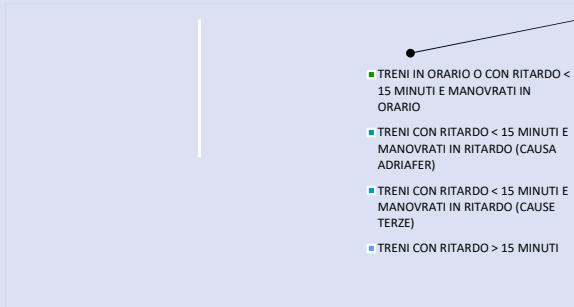 TRENI IN ORARIO O CON RITARDO <
15 MINUTI E MANOVRATI IN
ORARIO
TRENI CON RITARDO < 15 MINUTI E
MANOVRATI IN RITARDO (CAUSA
ADRIAFER)
TRENI CON RITARDO < 15 MINUTI E
MANOVRATI IN RITARDO (CAUSE
TERZE)
TRENI CON RITARDO > 15 MINUTI